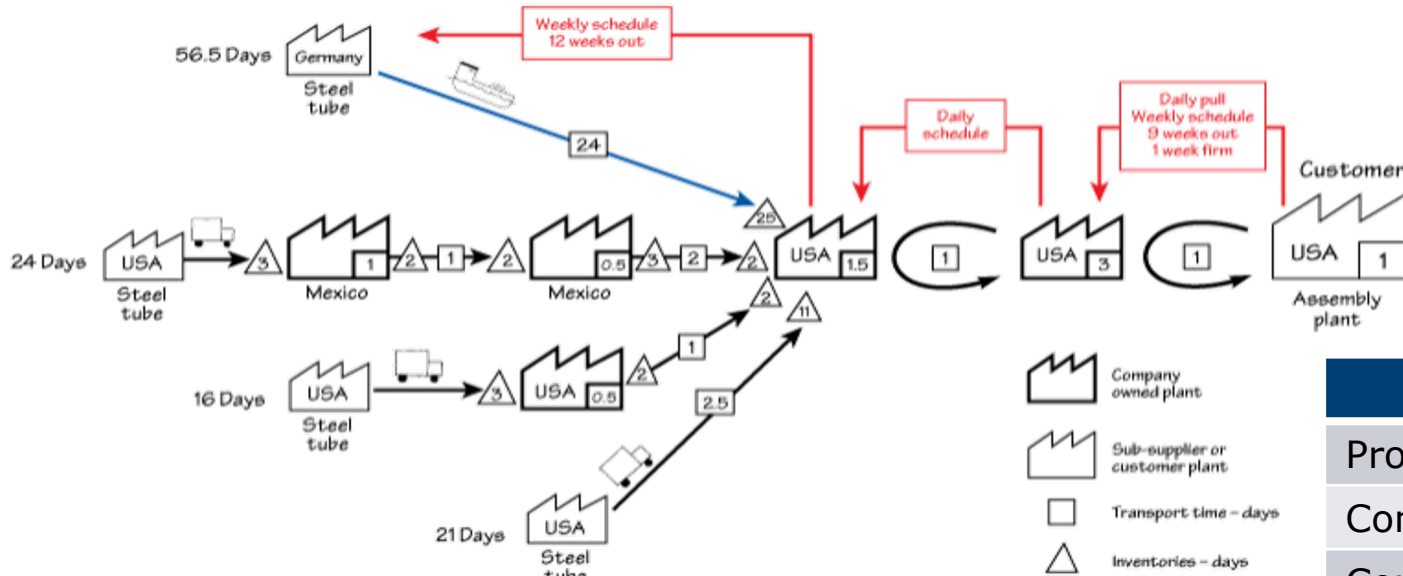 Weekly schedule
12 weeks out
56.5 Days
Germany
Steel
tube
24
Daily
schedule
Daily pull
Weekly schedule
9 weeks out
1 week firm
Customer
25
24 Days
USA
3
1
2
1
2
0.5
3
2
2
USA
1.5
1
USA
3
1
USA
1
Steel
tube
Mexico
Mexico
Assembly
plant
2
11
16 Days
USA
3
USA
0.5
2
1
Steel
tube
2.5
21 Days
USA
Steel
Company
owned plant
Sub-supplier or
customer plant
Transport time – days
Inventories – days
Pro
Con